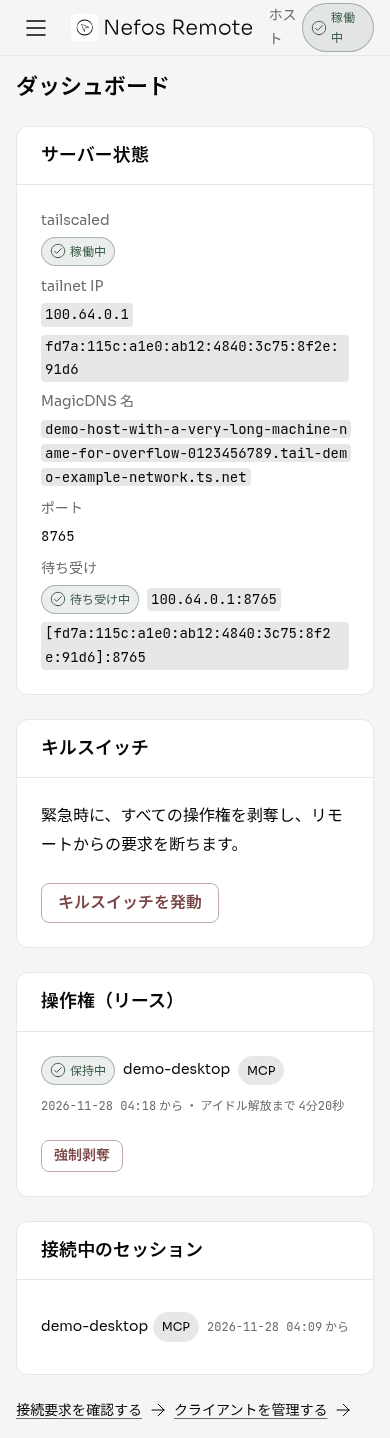 Nefos Remote
ホス
ト
稼働
中
ダッシュボード
サーバー状態
tailscaled
稼働中
tailnet IP
100.64.0.1
fd7a:115c:a1e0:ab12:4840:3c75:8f2e:
91d6
MagicDNS 名
demo-host-with-a-very-long-machine-n
ame-for-overflow-0123456789.tail-dem
o-example-network.ts.net
ポート
8765
待ち受け
待ち受け中 100.64.0.1:8765
[fd7a:115c:a1e0:ab12:4840:3c75:8f2
e:91d6]:8765
キルスイッチ
緊急時に、すべての操作権を剥奪し、リモ
ートからの要求を断ちます。
キルスイッチを発動
操作権（リース）
保持中 demo-desktop MCP
2026-11-28 04:18 から ・ アイドル解放まで 4分20秒
強制剥奪
接続中のセッション
demo-desktop MCP 2026-11-28 04:09 から
接続要求を確認する → クライアントを管理する →